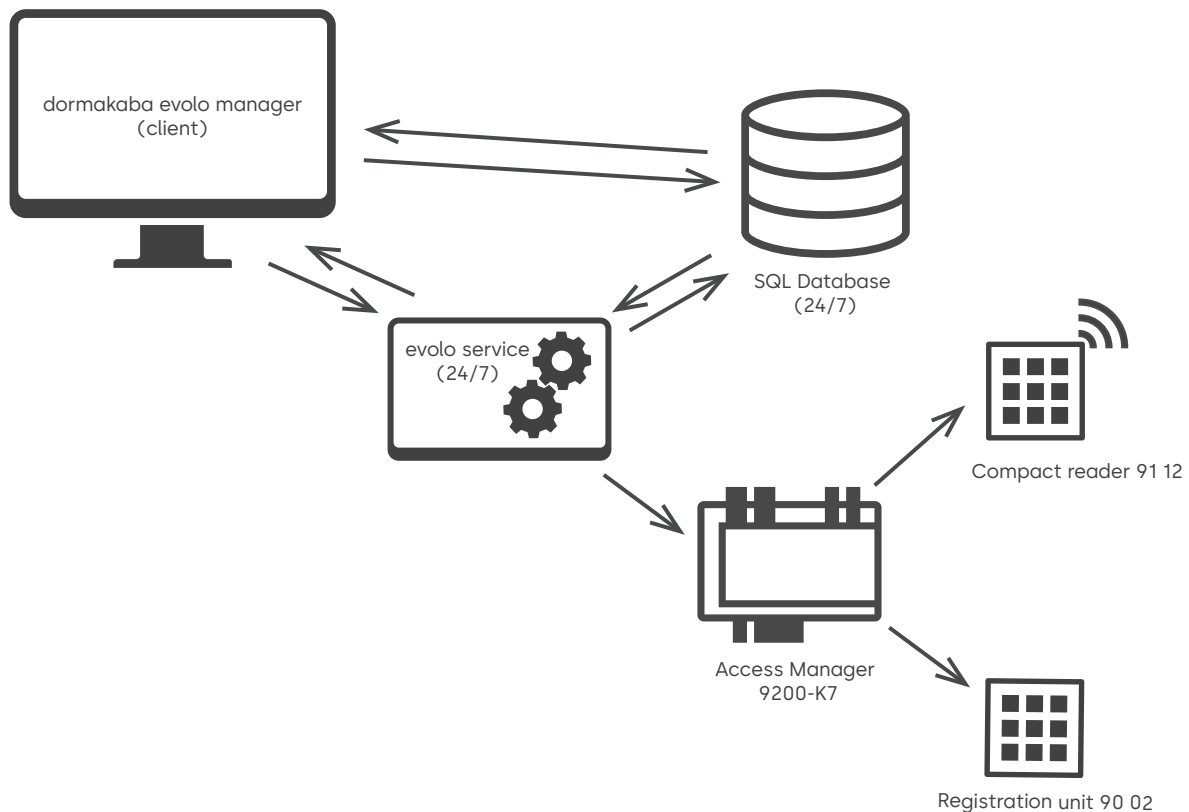 dormakaba evolo manager
(client)
SQL Database
(24/7)
evolo service
(24/7)
Compact reader 91 12
Access Manager
9200-K7
Registration unit 90 02